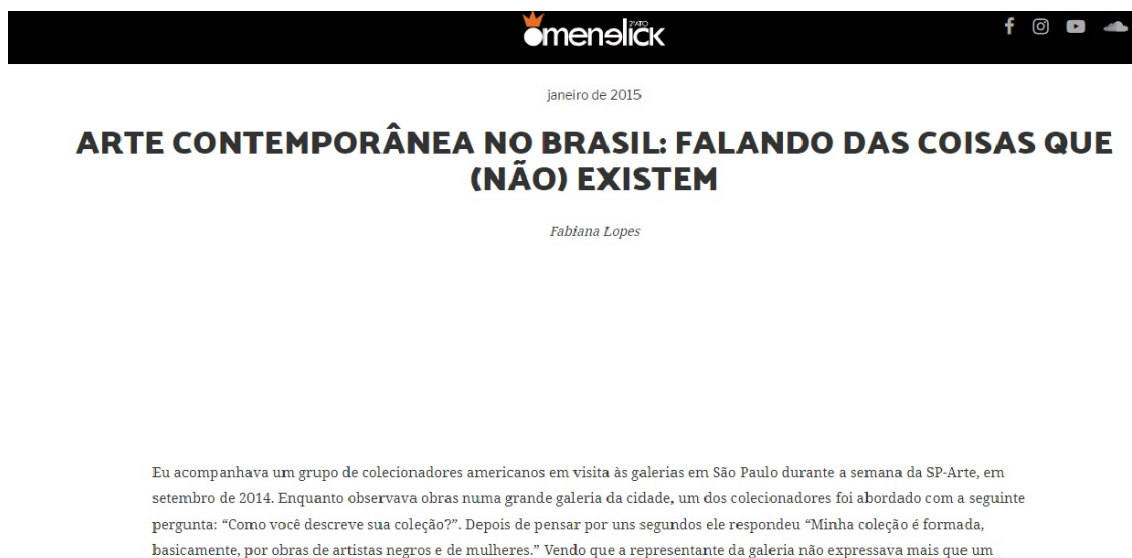 2º ATO
omenelick
janeiro de 2015
ARTE CONTEMPORÂNEA NO BRASIL: FALANDO DAS COISAS QUE
(NÃO) EXISTEM
Fabiana Lopes
Eu acompanhava um grupo de colecionadores americanos em visita às galerias em São Paulo durante a semana da SP-Arte, em
setembro de 2014. Enquanto observava obras numa grande galeria da cidade, um dos colecionadores foi abordado com a seguinte
pergunta: “Como você descreve sua coleção?”. Depois de pensar por uns segundos ele respondeu “Minha coleção é formada,
basicamente, por obras de artistas negros e de mulheres.” Vendo que a representante da galeria não expressava mais que um